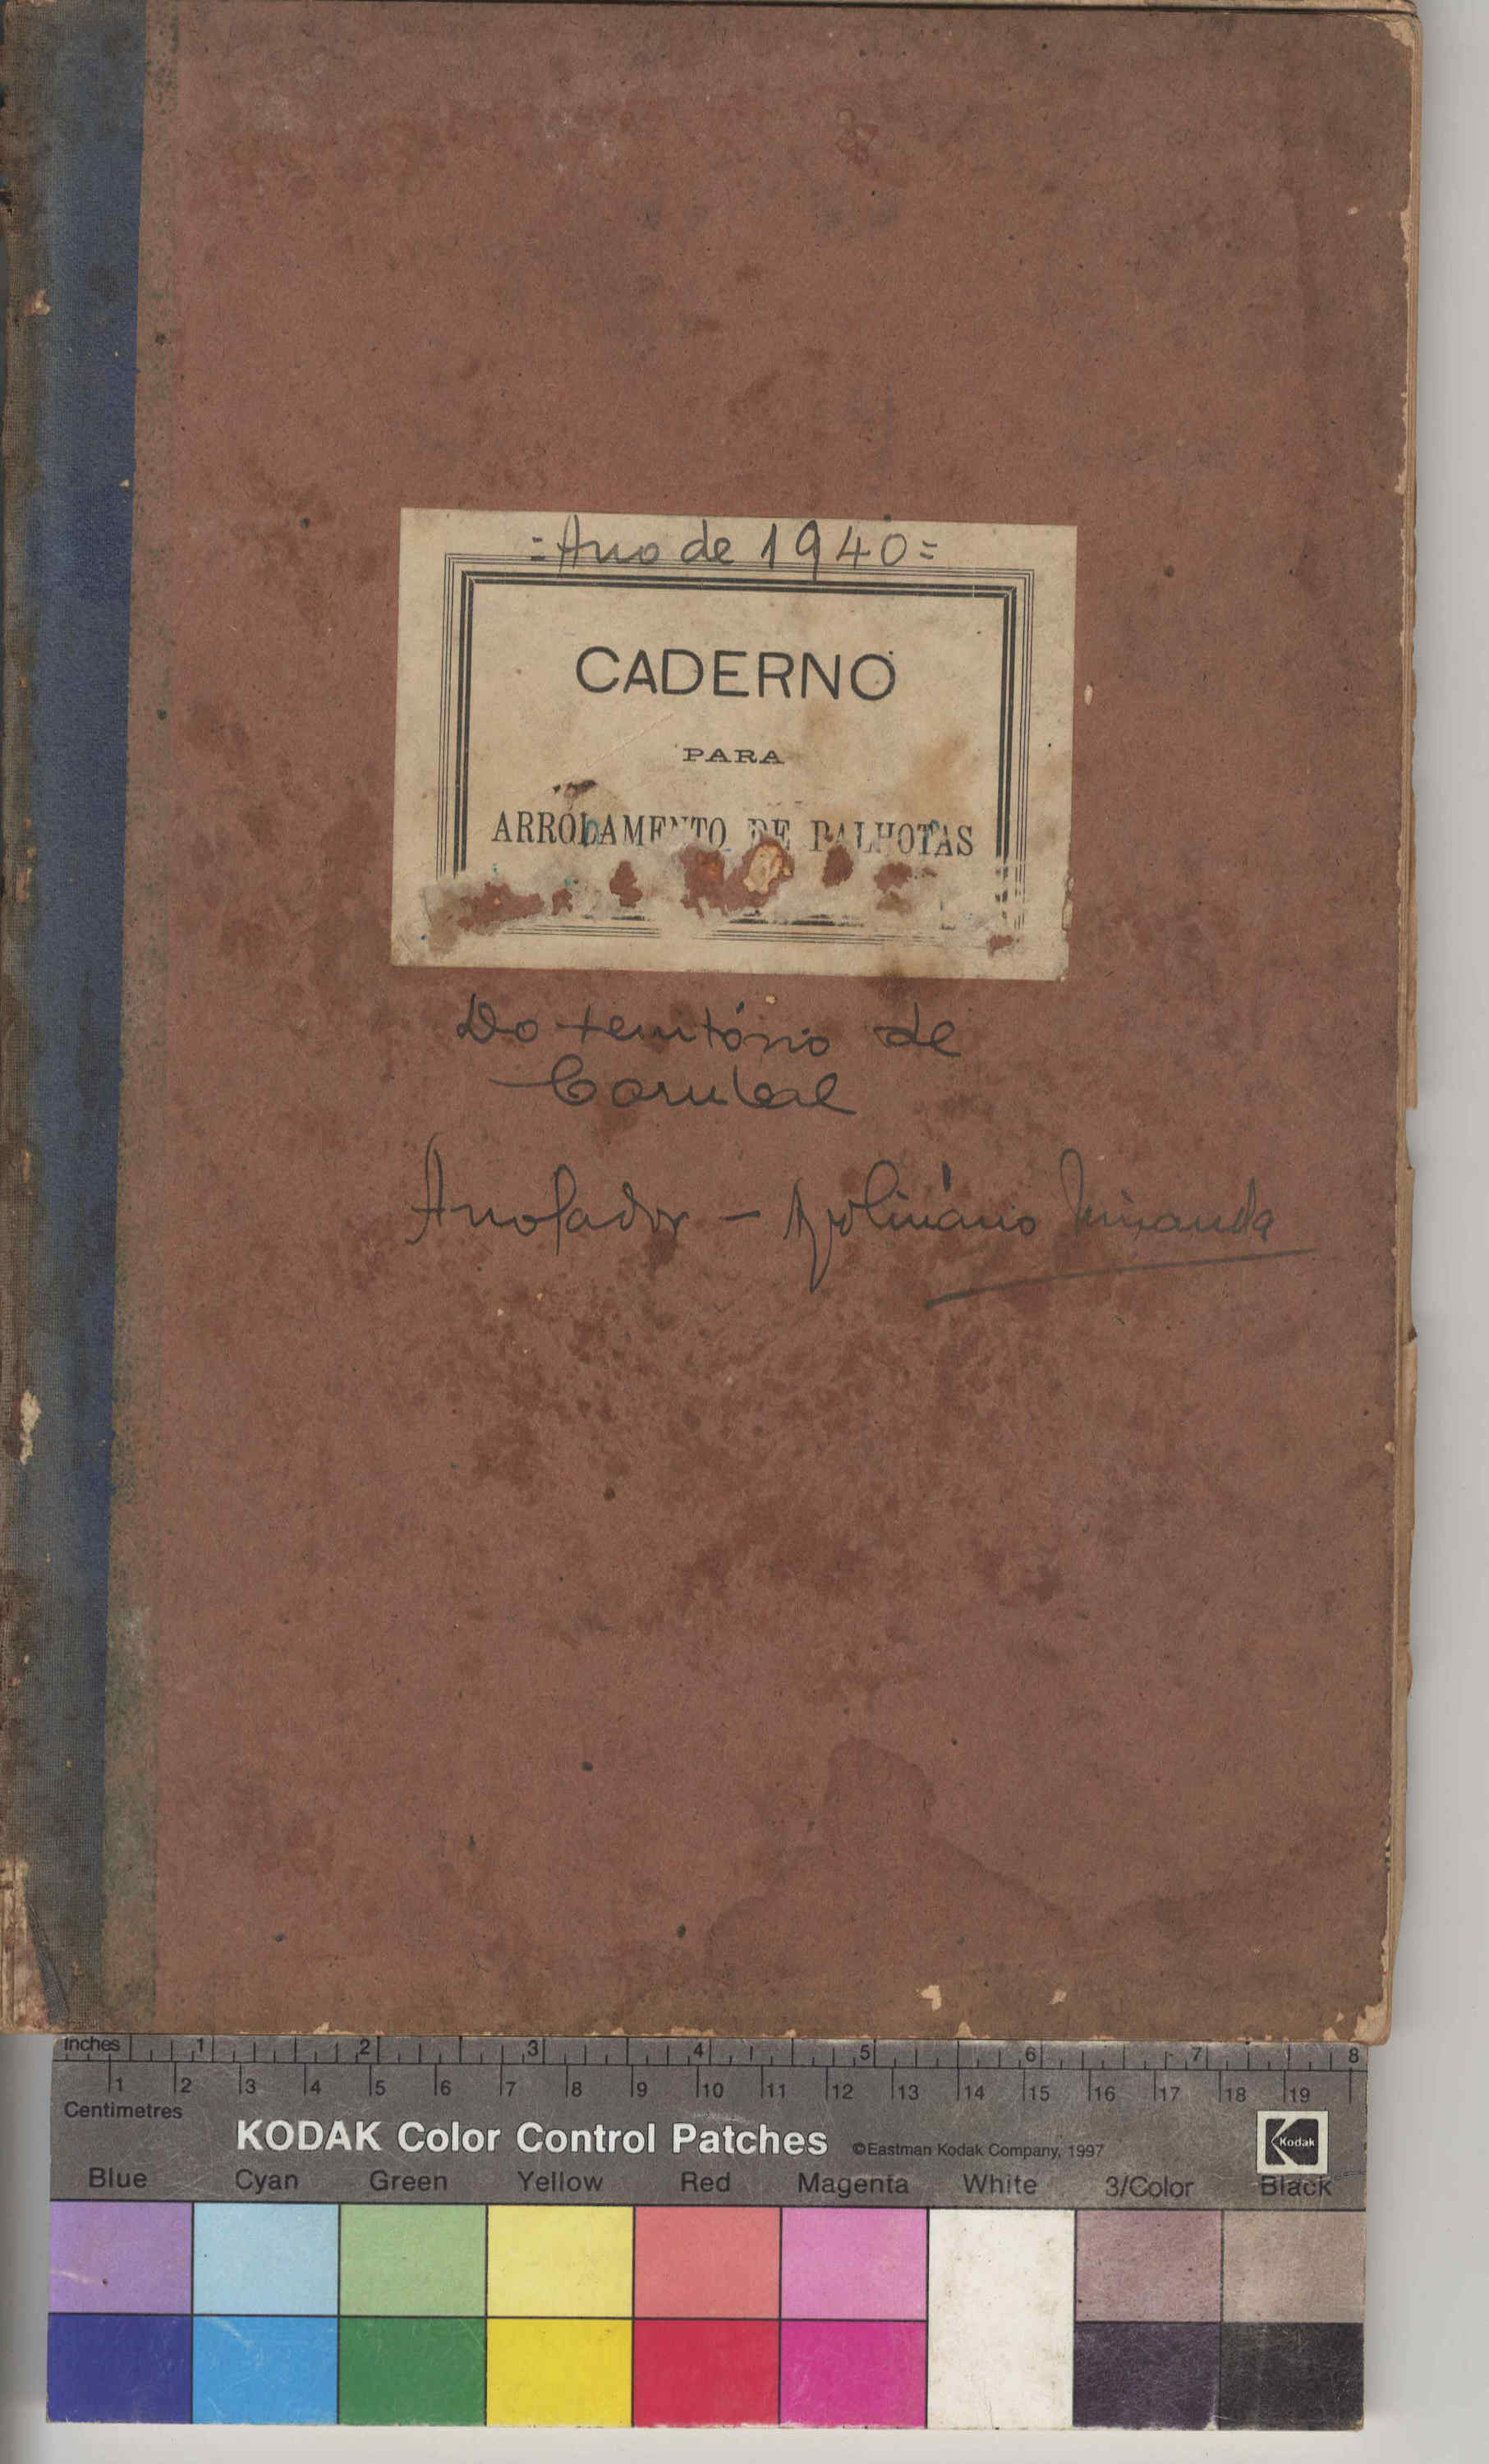 =Ano de 1940=
CADERNO
PARA
ARROLAMENTO DE PALHOTAS
Do território de
Corubal
Anolador - Apolinário Miranda
Inches 1 2 3 4 5 6 7 8
1 2 3 4 5 6 7 8 9 10 11 12 13 14 15 16 17 18 19
Centimetres
KODAK Color Control Patches ©Eastman Kodak Company, 1997 Kodak
Blue Cyan Green Yellow Red Magenta White 3/Color Black